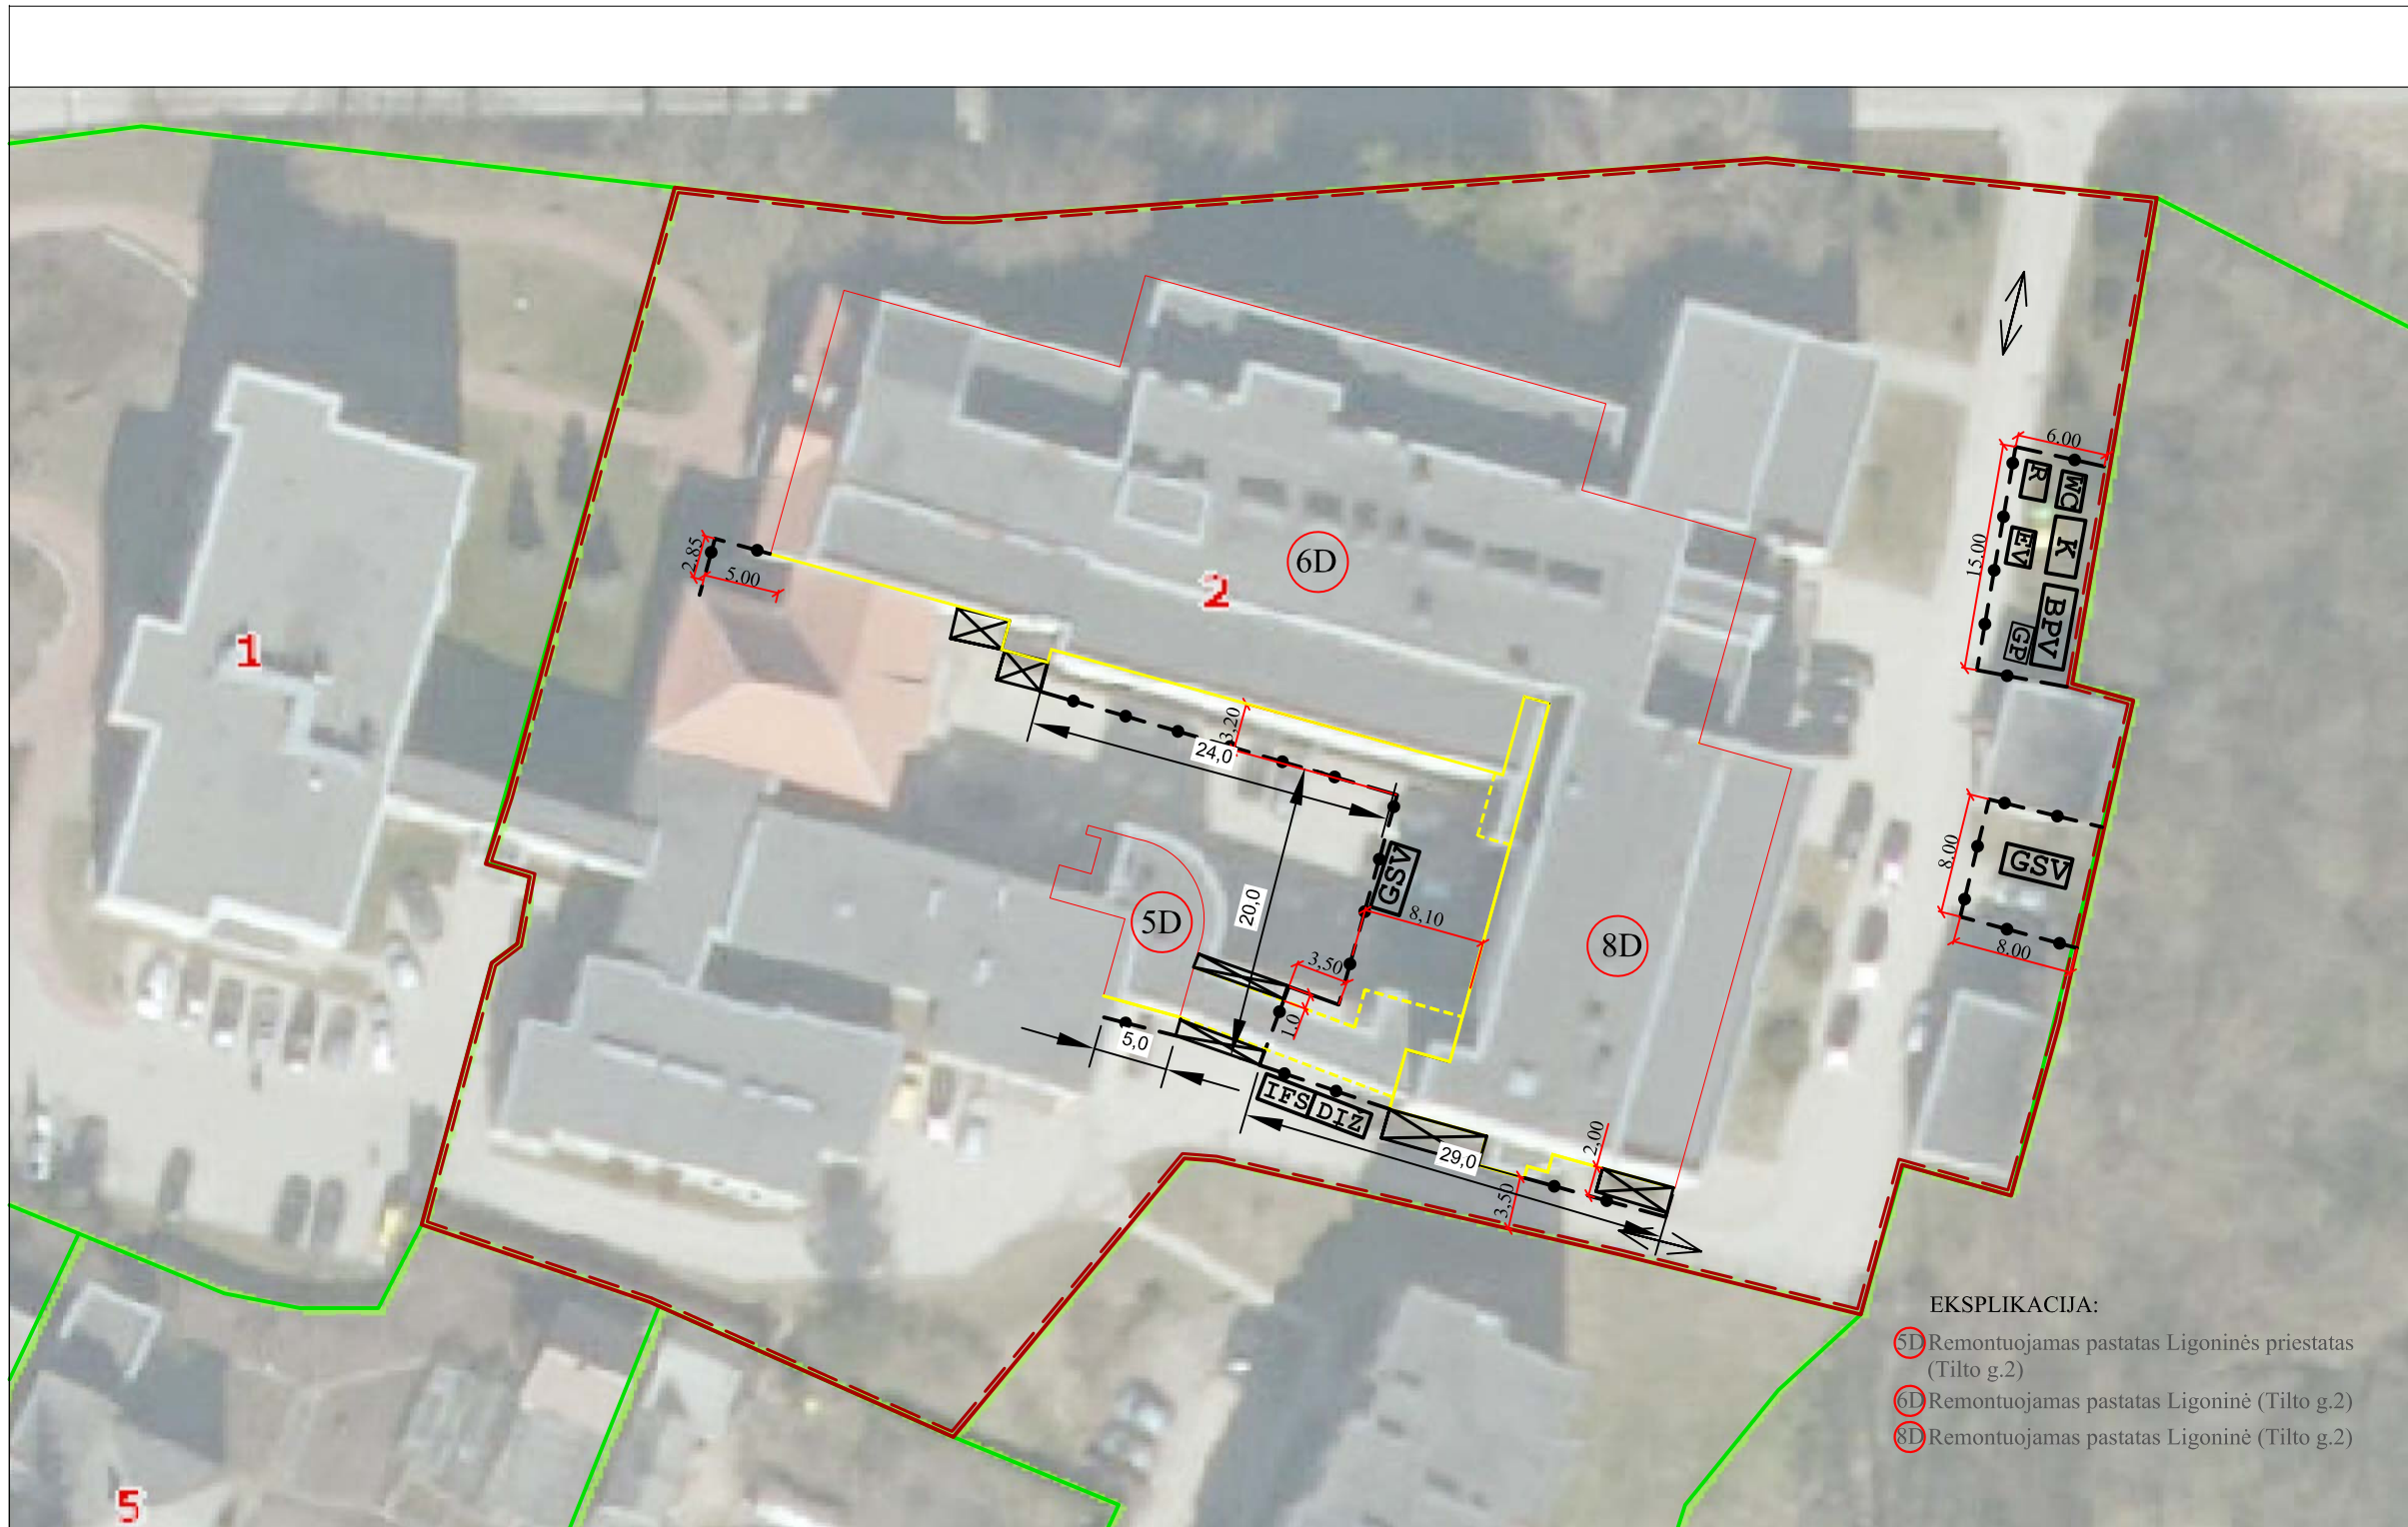 6.00
R
WC
15.00
EV
K
BPV
GP
6D
2
2.85
5.00
1
3,20
24,0
GSV
8.00
GSV
8.00
20,0
8,10
5D
8D
3,50
1.0
5,0
IFS
DIZ
2,00
29,0
3,50
EKSPLIKACIJA:
5D Remontuojamas pastatas Ligoninės priestatas
(Tilto g.2)
6D Remontuojamas pastatas Ligoninė (Tilto g.2)
8D Remontuojamas pastatas Ligoninė (Tilto g.2)
5